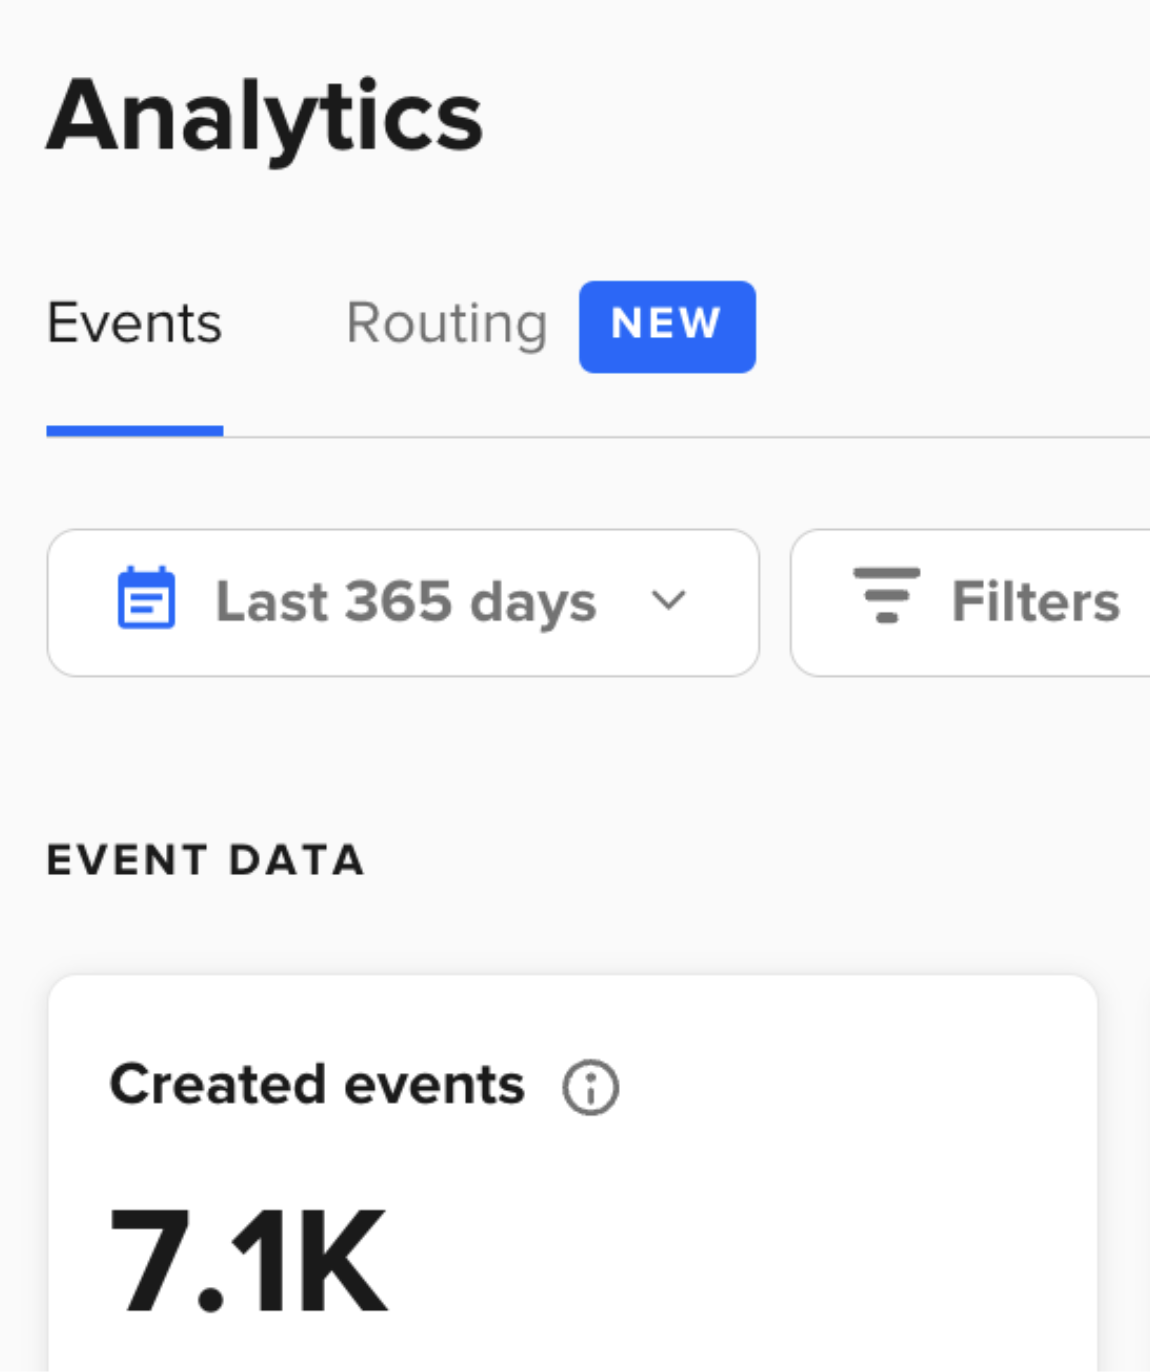 Analytics
Events Routing NEW
Last 365 days Filters
EVENT DATA
Created events
7.1K